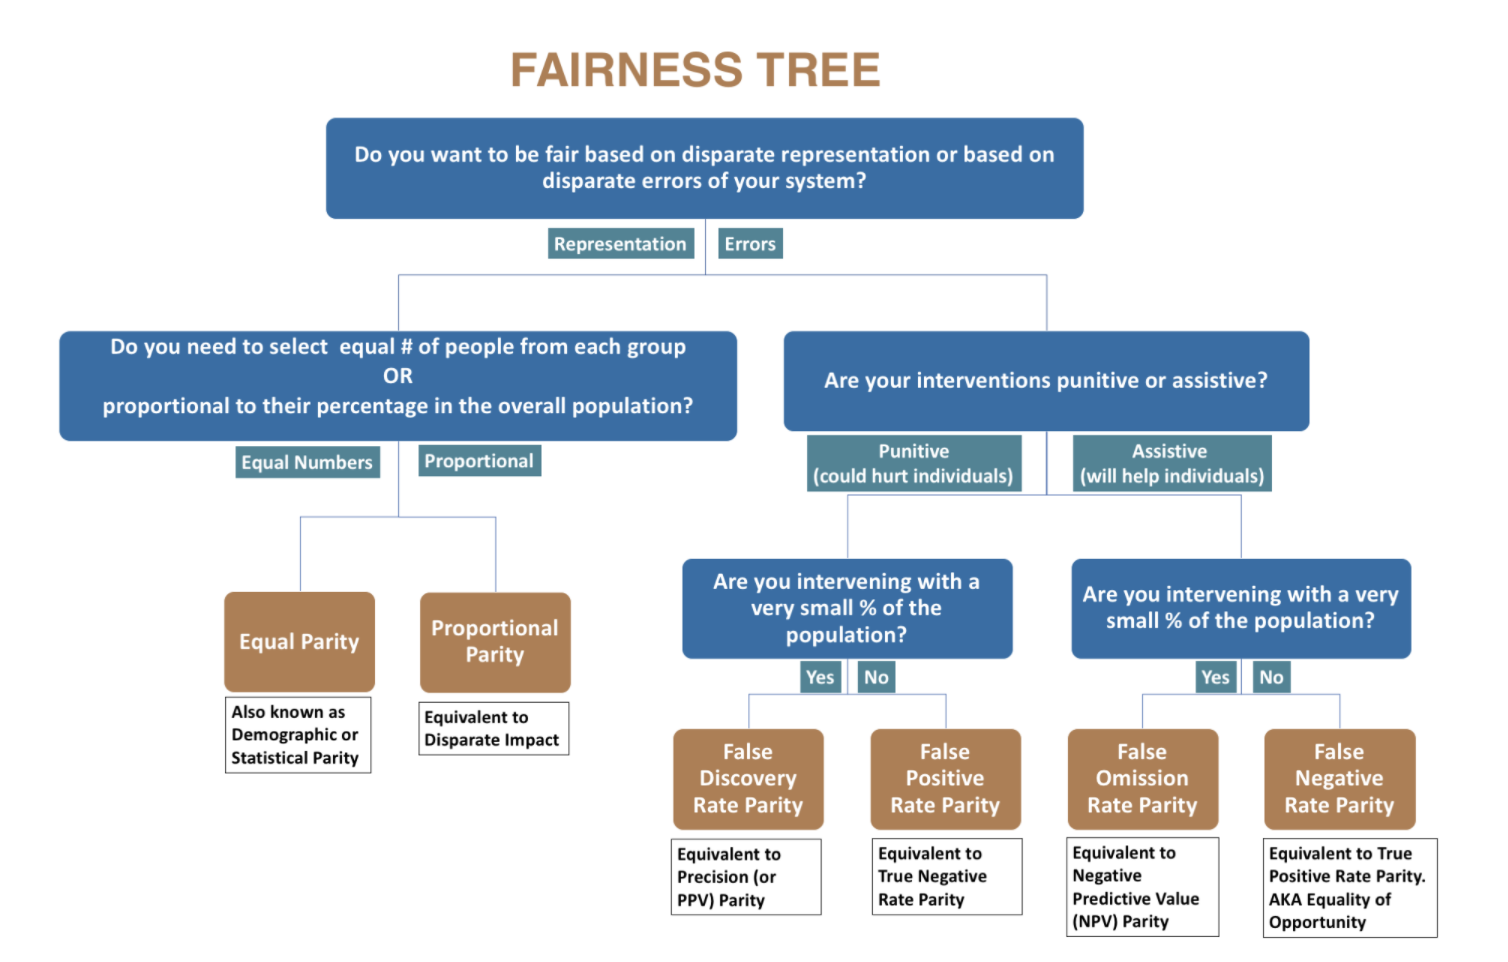 FAIRNESS TREE
Do you want to be fair based on disparate representation or based on
disparate errors of your system?
Representation
Errors
Do you need to select equal # of people from each group
OR
proportional to their percentage in the overall population?
Are your interventions punitive or assistive?
Equal Numbers
Proportional
Punitive
(could hurt individuals)
Assistive
(will help individuals)
Equal Parity
Also known as
Demographic or
Statistical Parity
Proportional
Parity
Equivalent to
Disparate Impact
Are you intervening with a
very small % of the
population?
Are you intervening with a very
small % of the population?
Yes
No
Yes
No
False
Discovery
Rate Parity
False
Positive
Rate Parity
False
Omission
Rate Parity
False
Negative
Rate Parity
Equivalent to
Precision (or
PPV) Parity
Equivalent to
True Negative
Rate Parity
Equivalent to
Negative
Predictive Value
(NPV) Parity
Equivalent to True
Positive Rate Parity.
AKA Equality of
Opportunity